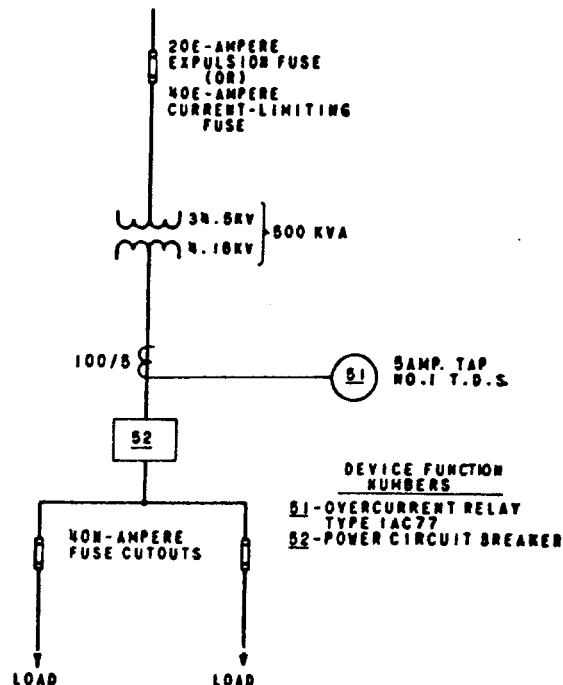 20E-AMPERE
EXPULSION FUSE
(OR)
40E-AMPERE
CURRENT-LIMITING
FUSE
34.5KV
4.16KV
500 KVA
100/5
51
5AMP. TAP
NO.1 T.D.S.
52
DEVICE FUNCTION
NUMBERS
51-OVERCURRENT RELAY
TYPE IAC77
52-POWER CIRCUIT BREAKER
40N-AMPERE
FUSE CUTOUTS
LOAD
LOAD